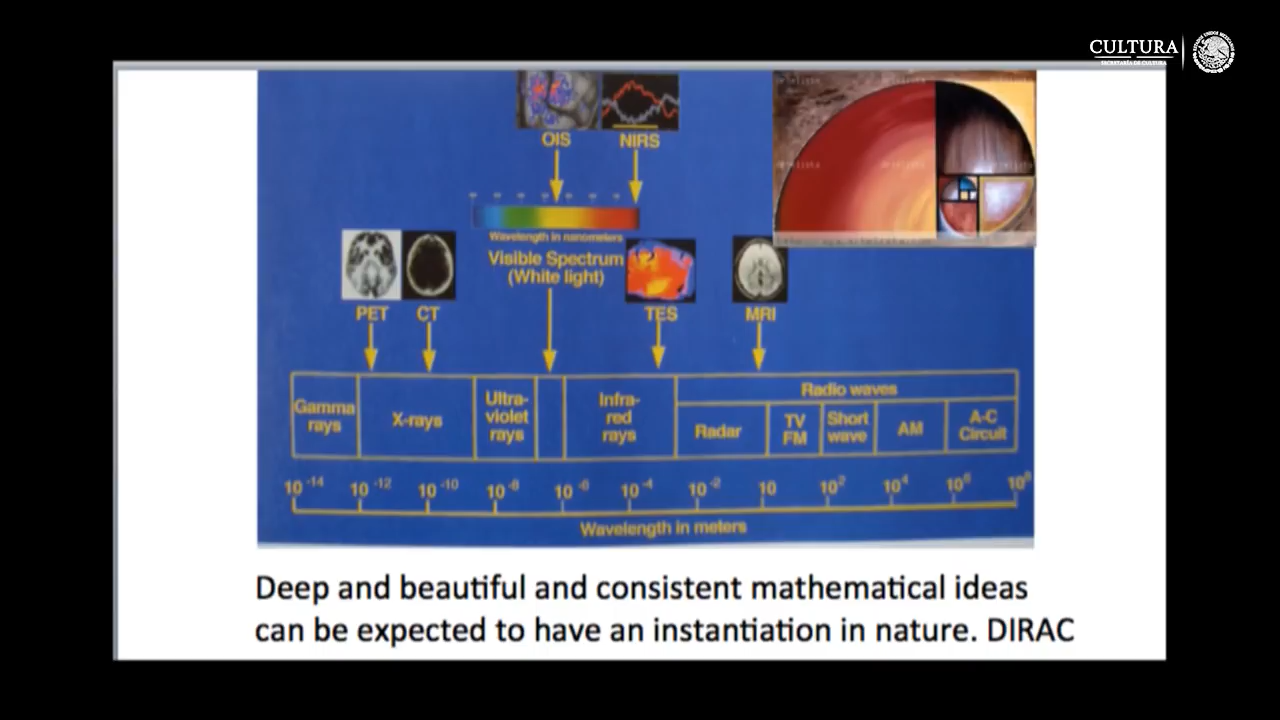 CULTURA
SECRETARÍA DE CULTURA
OIS
NIRS
Wavelength in nanometers
Visible Spectrum
(White light)
PET
CT
TES
MRI
Gamma
rays
X-rays
Ultra-
violet
rays
Infra-
red
rays
Radio waves
Radar
TV
FM
Short
wave
AM
A-C
Circuit
10⁻¹⁴ 10⁻¹² 10⁻¹⁰ 10⁻⁸ 10⁻⁶ 10⁻⁴ 10⁻² 10 10² 10⁴ 10⁶ 10⁸
Wavelength in meters
Deep and beautiful and consistent mathematical ideas
can be expected to have an instantiation in nature. DIRAC